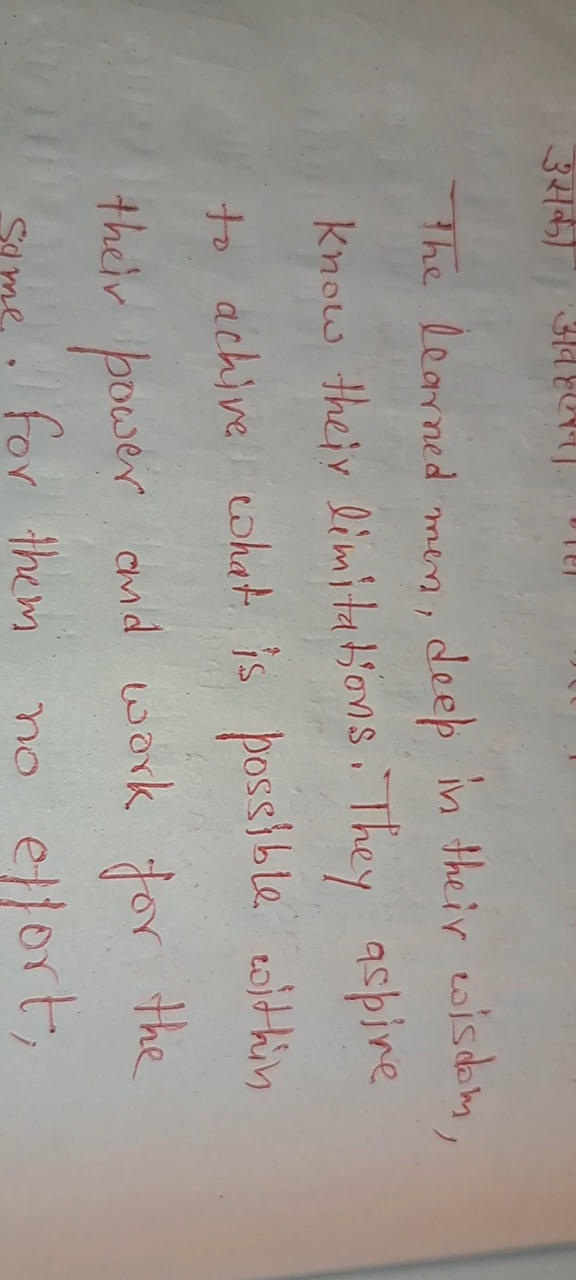 उसका
The learned men, deep in their wisdom,
know their limitations. They aspire
to achive what is possible within
their power and work for the
same. for them no effort,